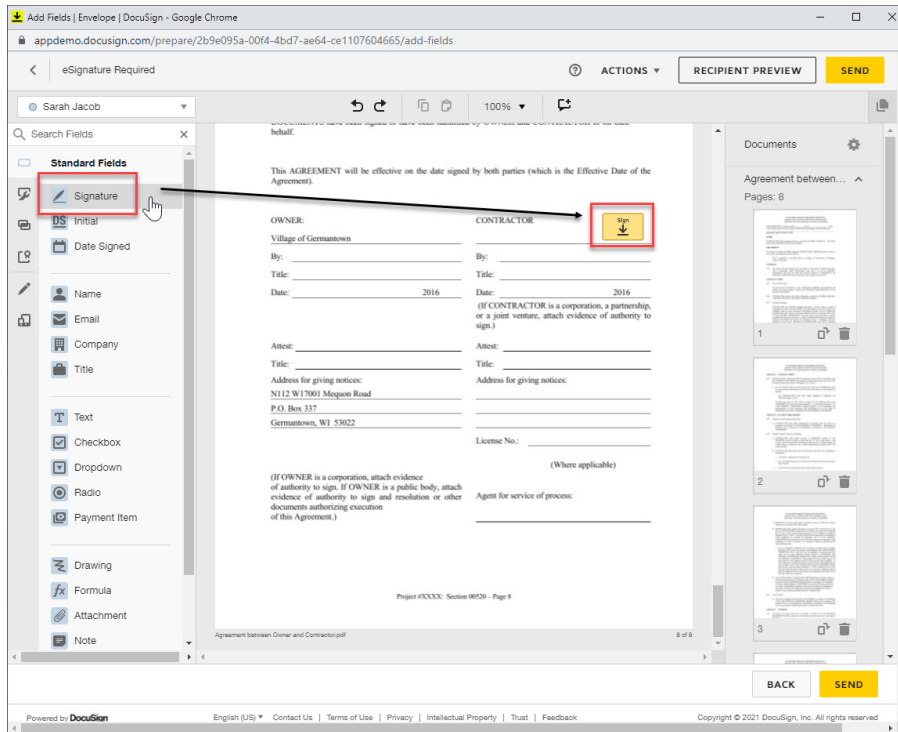 Add Fields | Envelope | DocuSign - Google Chrome
appdemo.docusign.com/prepare/2b9e095a-00f4-4bd7-ae64-ce1107604665/add-fields
eSignature Required
ACTIONS
RECIPIENT PREVIEW
SEND
Sarah Jacob
100%
Search Fields
Standard Fields
Signature
DS Initial
Date Signed
Name
Email
Company
Title
T Text
Checkbox
Dropdown
Radio
Payment Item
Drawing
fx Formula
Attachment
Note
behalf.
This AGREEMENT will be effective on the date signed by both parties (which is the Effective Date of the
Agreement).
OWNER:
Village of Germantown
By:
Title:
Date: 2016
Attest:
Title:
Address for giving notices:
N112 W17001 Mequon Road
P.O. Box 337
Germantown, WI 53022
(If OWNER is a corporation, attach evidence
of authority to sign. If OWNER is a public body, attach
evidence of authority to sign and resolution or other
documents authorizing execution
of this Agreement.)
CONTRACTOR
Sign
By:
Title:
Date: 2016
(If CONTRACTOR is a corporation, a partnership,
or a joint venture, attach evidence of authority to
sign.)
Attest:
Title:
Address for giving notices:
License No.:
(Where applicable)
Agent for service of process:
Project #XXXX: Section 00520 – Page 8
Agreement between Owner and Contractor.pdf
8 of 8
Documents
Agreement between...
Pages: 8
1
2
3
BACK
SEND
Powered by DocuSign
English (US)
Contact Us | Terms of Use | Privacy | Intellectual Property | Trust | Feedback
Copyright © 2021 DocuSign, Inc. All rights reserved